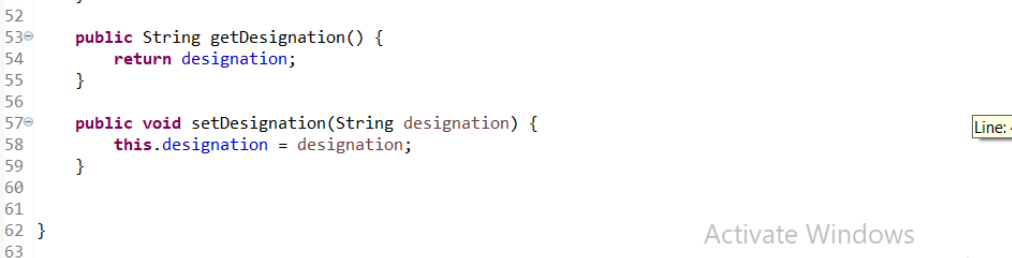 52
53 public String getDesignation() {
54 return designation;
55 }
56
57 public void setDesignation(String designation) {
58 this.designation = designation;
59 }
60
61
62 }
63
Line:
Activate Windows